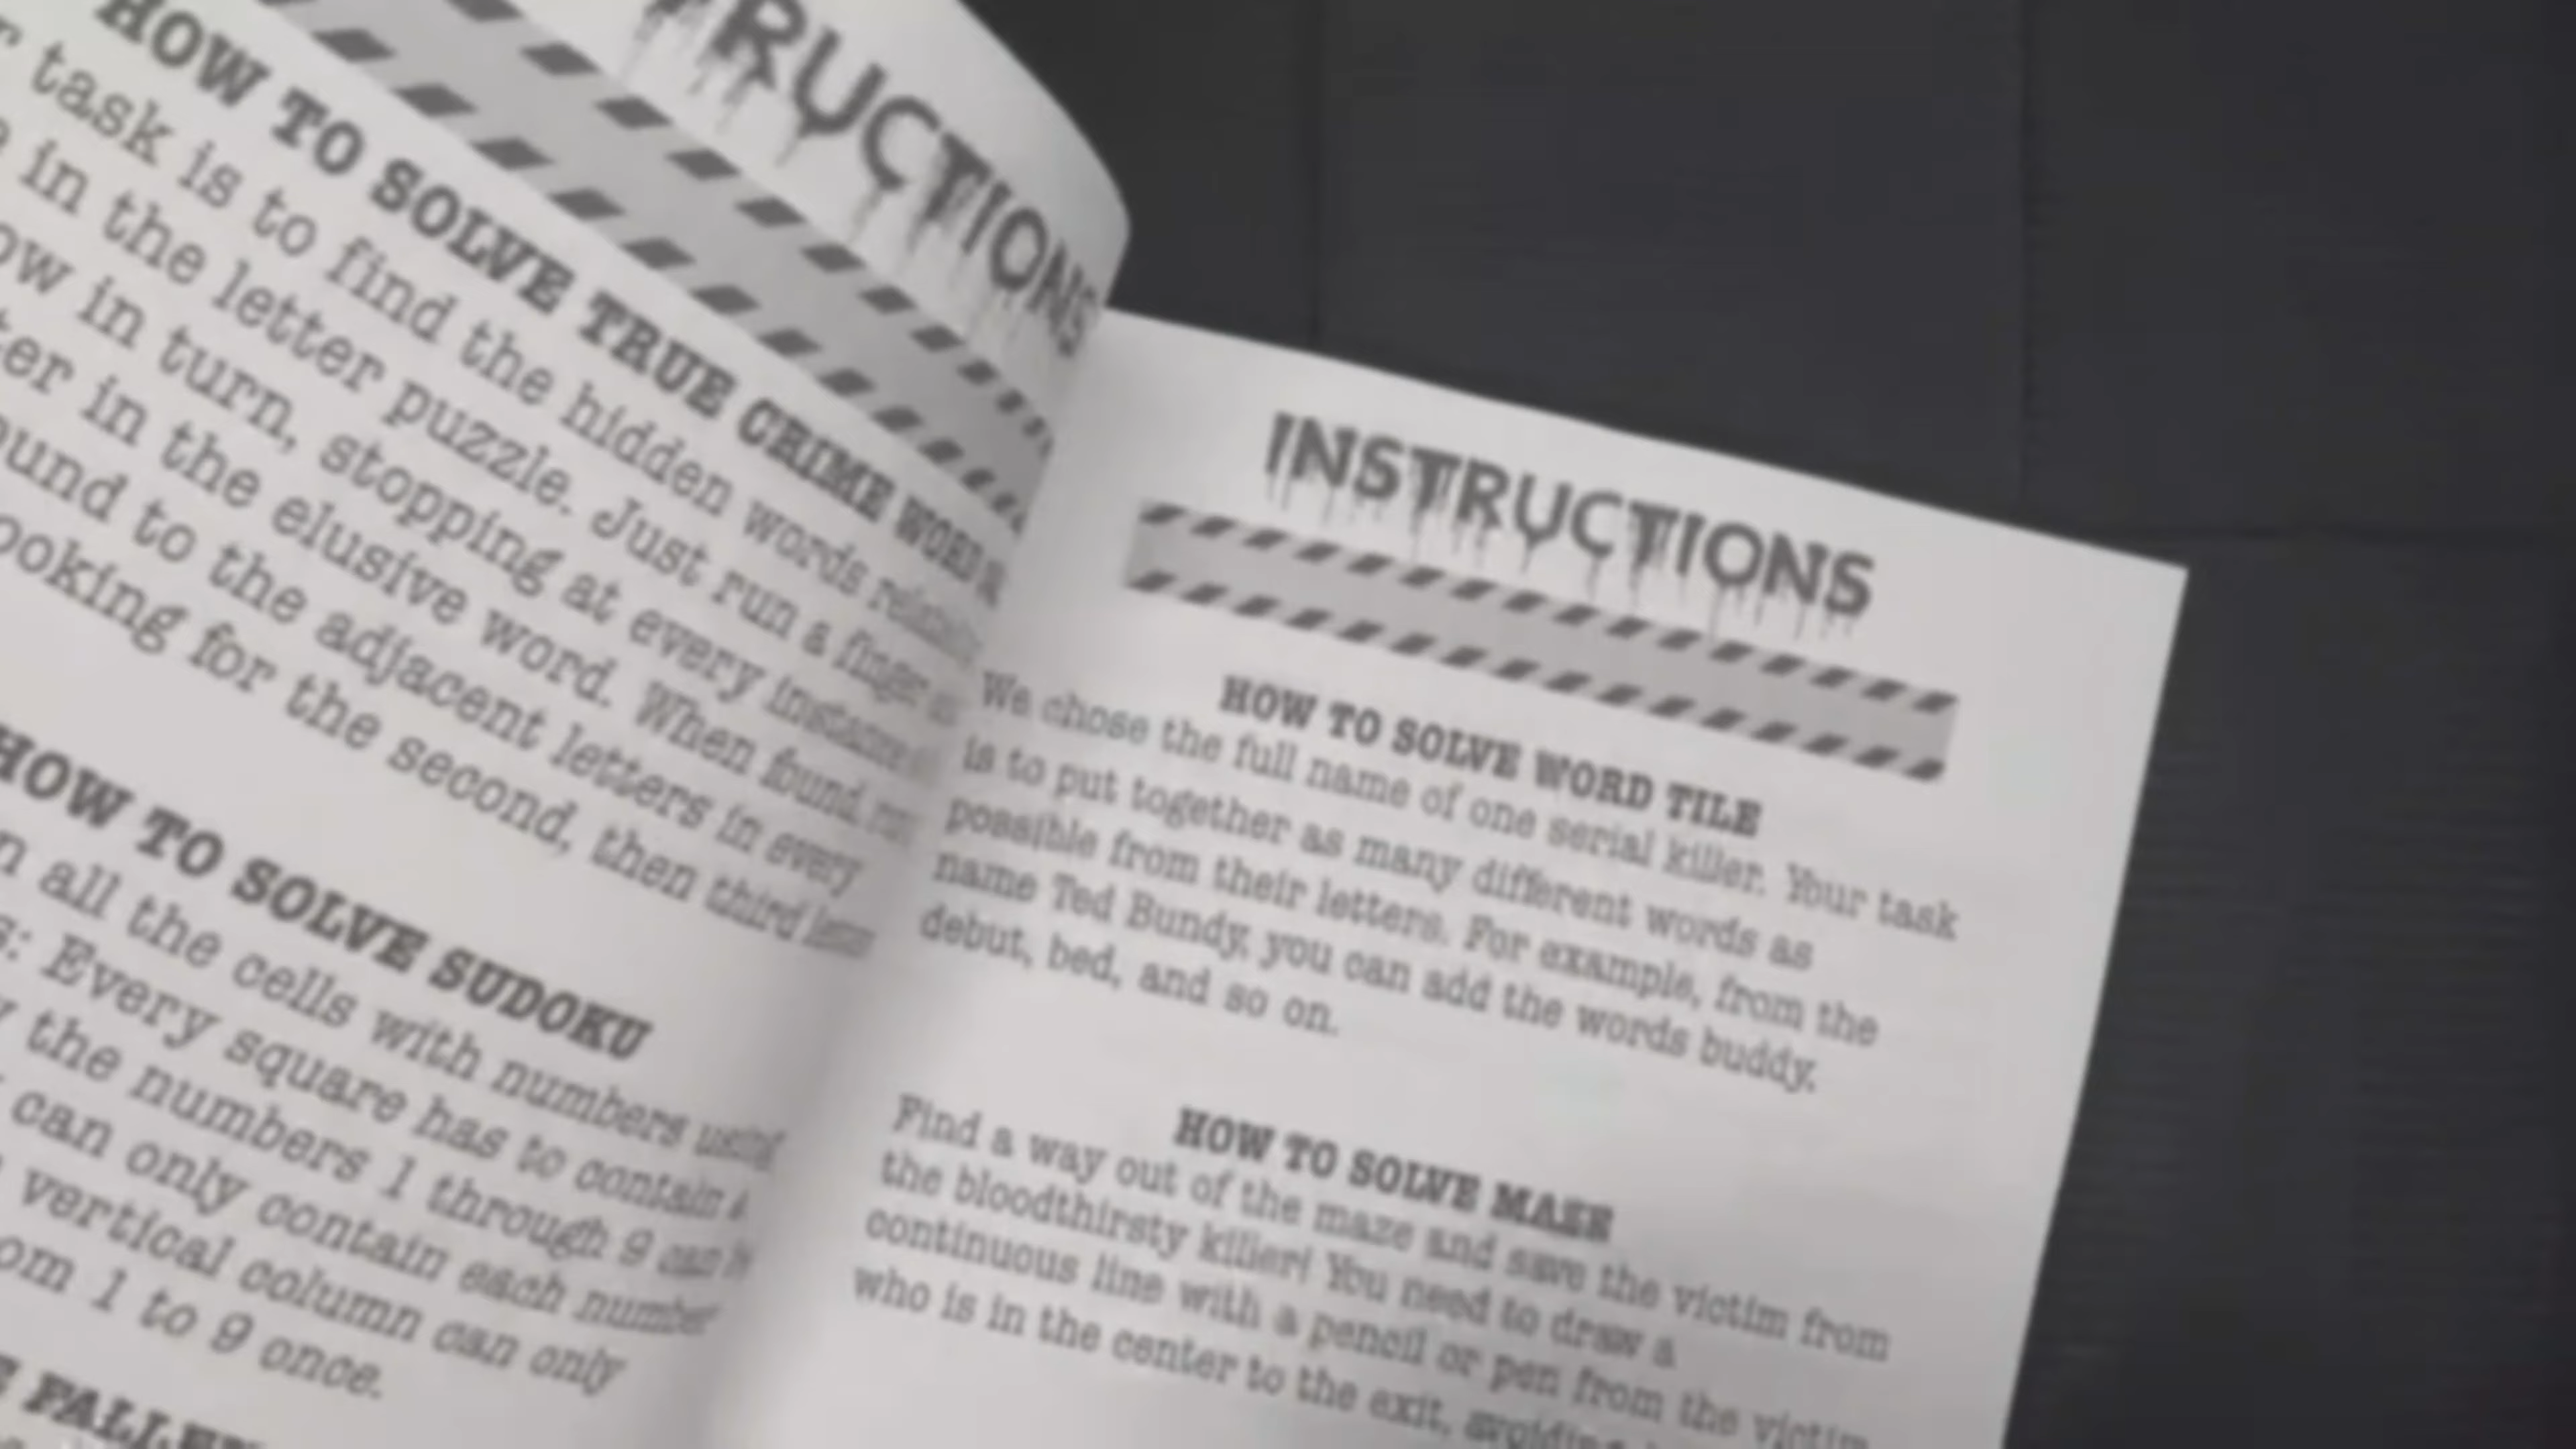 TRUCTIONS
HOW TO SOLVE TRUE CRIME WORD
task is to find the hidden words
in the letter puzzle. Just run a finger
ow in turn, stopping at every
ter in the elusive word. When found,
ound to the adjacent letters in every
ooking for the second, then third
HOW TO SOLVE SUDOKU
all the cells with numbers using
s: Every square has to contain
the numbers 1 through 9 can
can only contain each number
vertical column can only
om 1 to 9 once.
FALLEN
INSTRUCTIONS
HOW TO SOLVE WORD TILE
We chose the full name of one serial killer. Your task
is to put together as many different words as
possible from their letters. For example, from the
name Ted Bundy, you can add the words buddy,
debut, bed, and so on.
HOW TO SOLVE MAZE
Find a way out of the maze and save the victim from
the bloodthirsty killer! You need to draw a
continuous line with a pencil or pen from the victim
who is in the center to the exit, avoiding